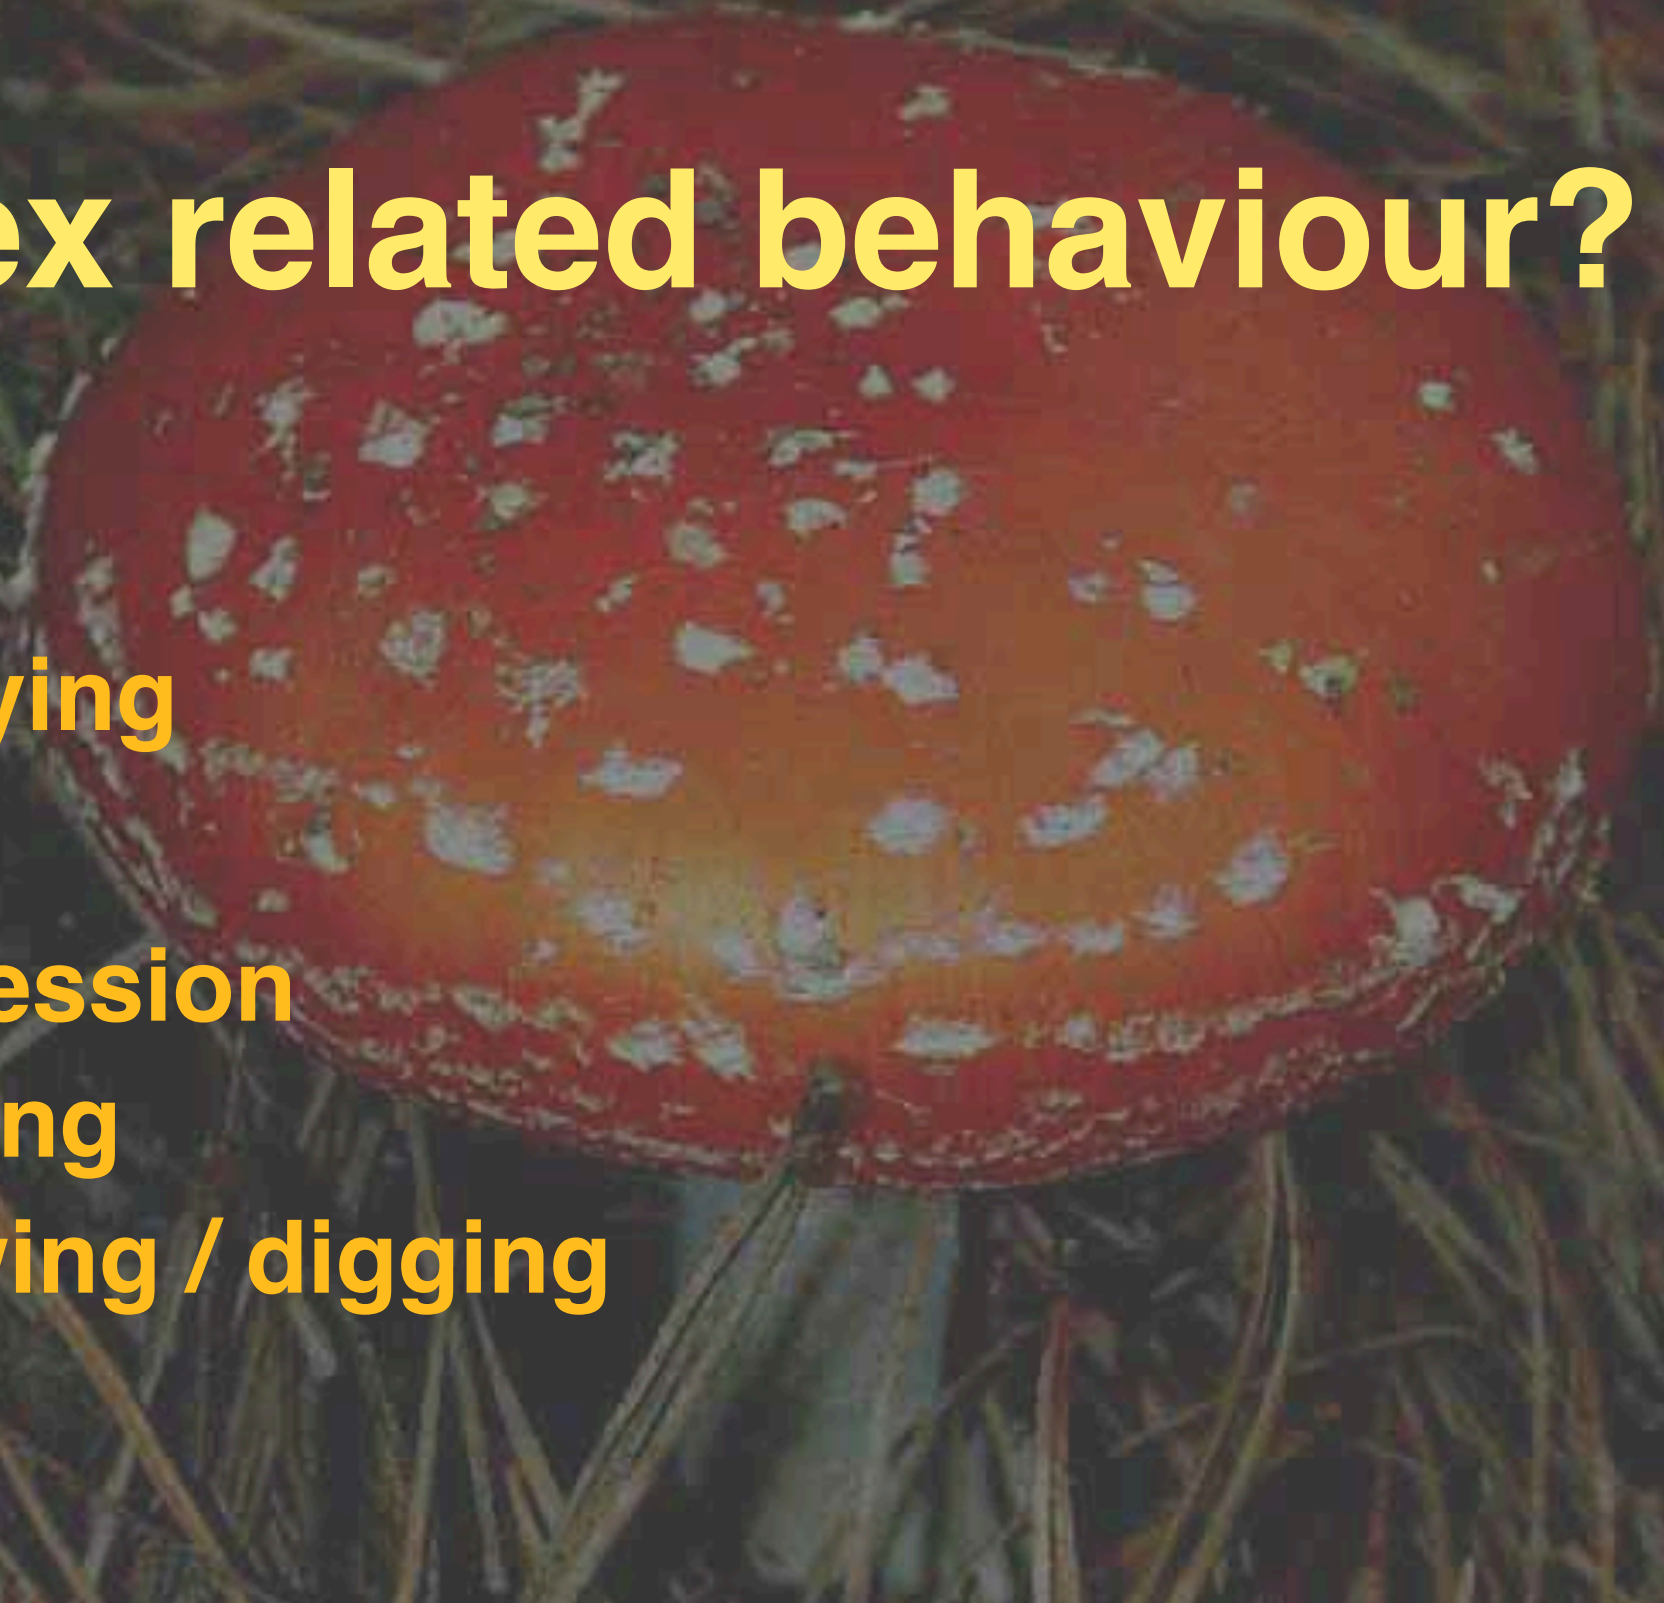 ex related behaviour?
ying
ession
ng
ving / digging